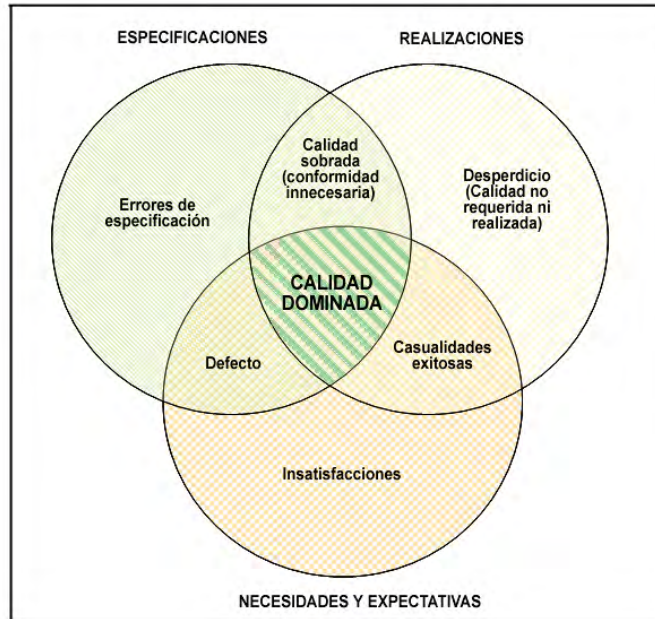 ESPECIFICACIONES
REALIZACIONES
Calidad
sobrada
(conformidad
innecesaria)
Errores de
especificación
Desperdicio
(Calidad no
requerida ni
realizada)
CALIDAD
DOMINADA
Defecto
Casualidades
exitosas
Insatisfacciones
NECESIDADES Y EXPECTATIVAS